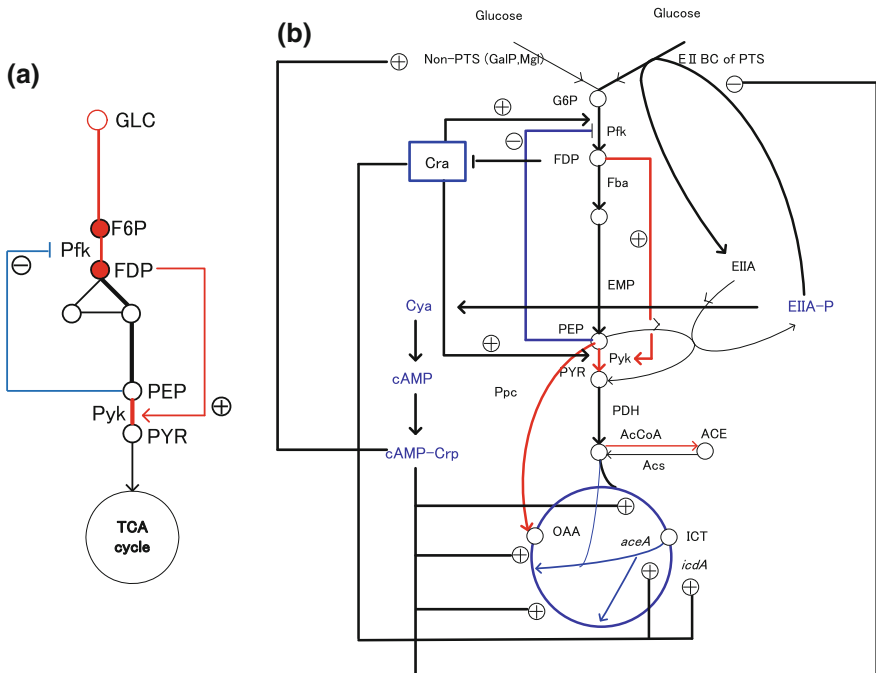 (a)
GLC
F6P
Pfk
⊖
FDP
PEP
Pyk
⊕
PYR
TCA
cycle
(b)
Glucose
Glucose
⊕
Non-PTS (GalP,Mgl)
EⅡBC of PTS
⊖
G6P
⊕
⊖
Pfk
Cra
FDP
Fba
⊕
EIIA
EMP
Cya
EIIA-P
PEP
⊕
Pyk
PYR
cAMP
Ppc
PDH
AcCoA
ACE
cAMP-Crp
Acs
⊕
OAA
aceA
ICT
⊕
icdA
⊕
⊕
⊕